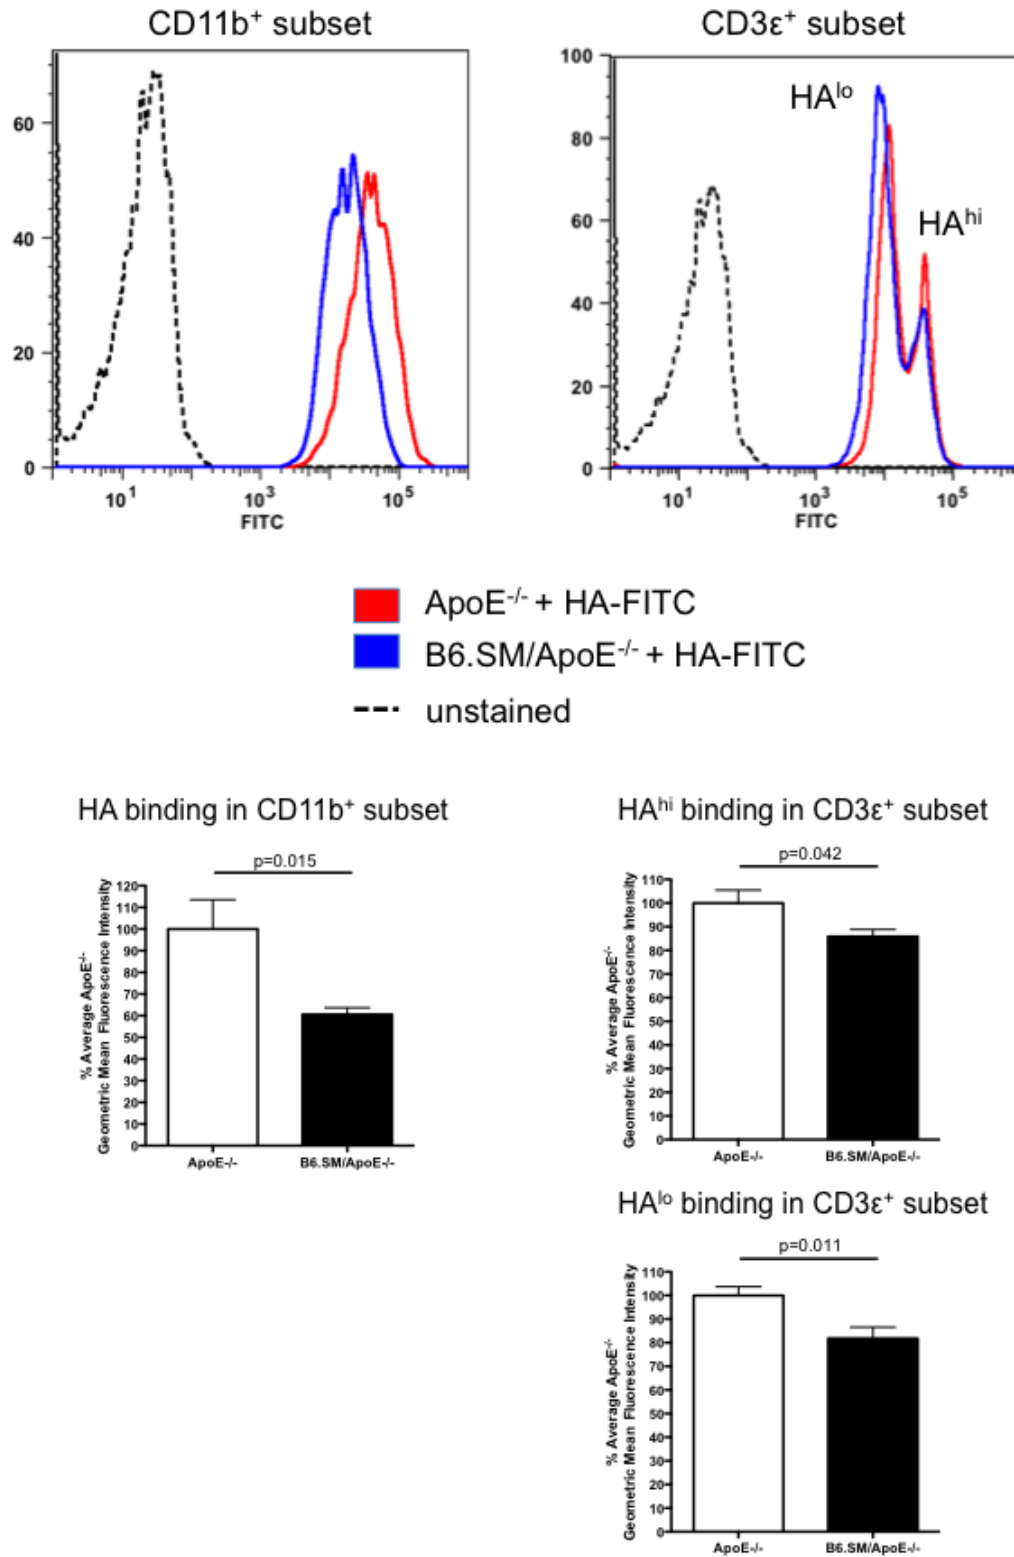 CD11b⁺ subset
60
40
20
0
10¹
10³
10⁵
FITC
CD3ε⁺ subset
100
80
60
40
20
0
HAˡᵒ
HAʰⁱ
10¹
10³
10⁵
FITC
ApoE⁻/⁻ + HA-FITC
B6.SM/ApoE⁻/⁻ + HA-FITC
unstained
HA binding in CD11b⁺ subset
p=0.015
% Average ApoE⁻/⁻
Geometric Mean Fluorescence Intensity
120
110
100
90
80
70
60
50
40
30
20
10
0
ApoE-/-
B6.SM/ApoE-/-
HAʰⁱ binding in CD3ε⁺ subset
p=0.042
% Average ApoE⁻/⁻
Geometric Mean Fluorescence Intensity
110
100
90
80
70
60
50
40
30
20
10
0
ApoE-/-
B6.SM/ApoE-/-
HAˡᵒ binding in CD3ε⁺ subset
p=0.011
% Average ApoE⁻/⁻
Geometric Mean Fluorescence Intensity
110
100
90
80
70
60
50
40
30
20
10
0
ApoE-/-
B6.SM/ApoE-/-